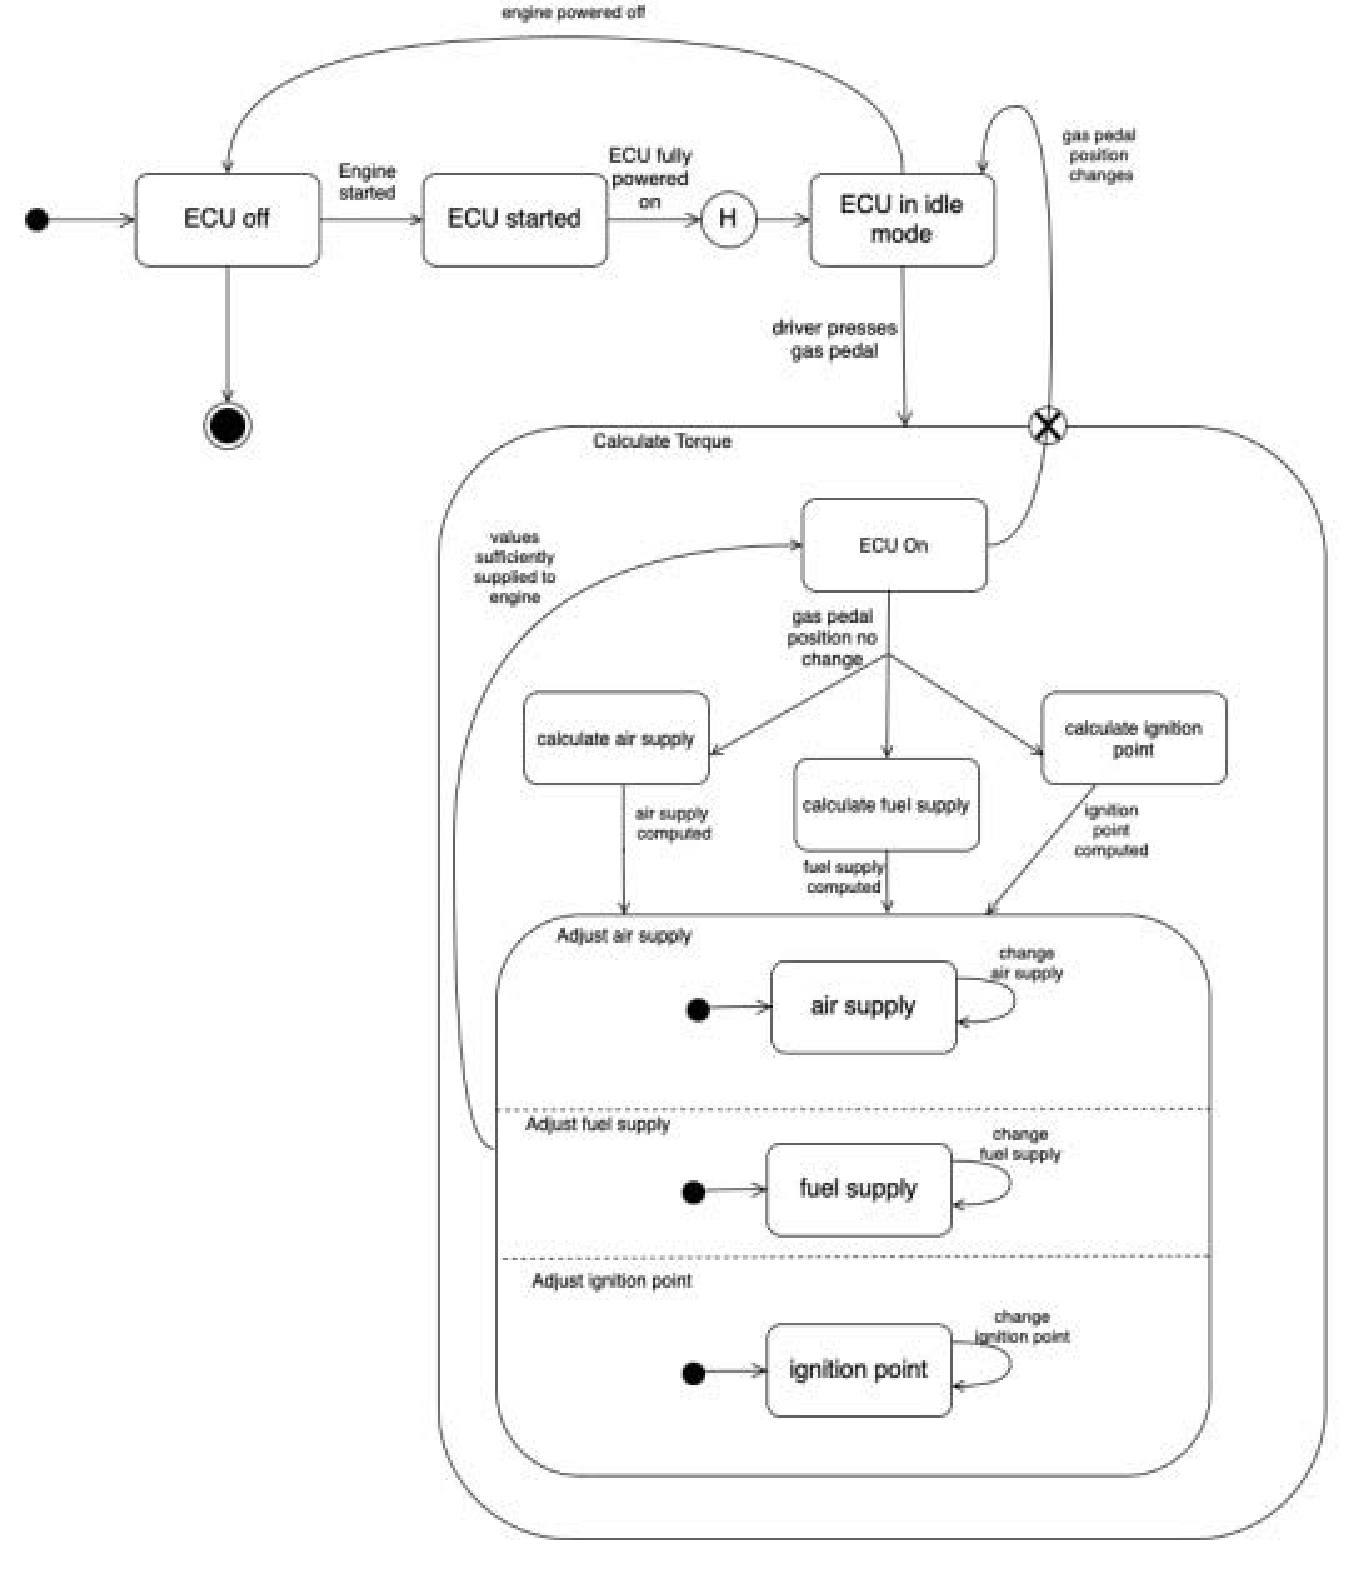 engine powered off
gas pedal
position
changes
Engine
started
ECU fully
powered
on
ECU off
ECU started
H
ECU in idle
mode
driver presses
gas pedal
Calculate Torque
values
sufficiently
supplied to
engine
ECU On
gas pedal
position no
change
calculate air supply
calculate fuel supply
calculate ignition
point
air supply
computed
fuel supply
computed
ignition
point
computed
Adjust air supply
change
air supply
air supply
Adjust fuel supply
change
fuel supply
fuel supply
Adjust ignition point
change
ignition point
ignition point